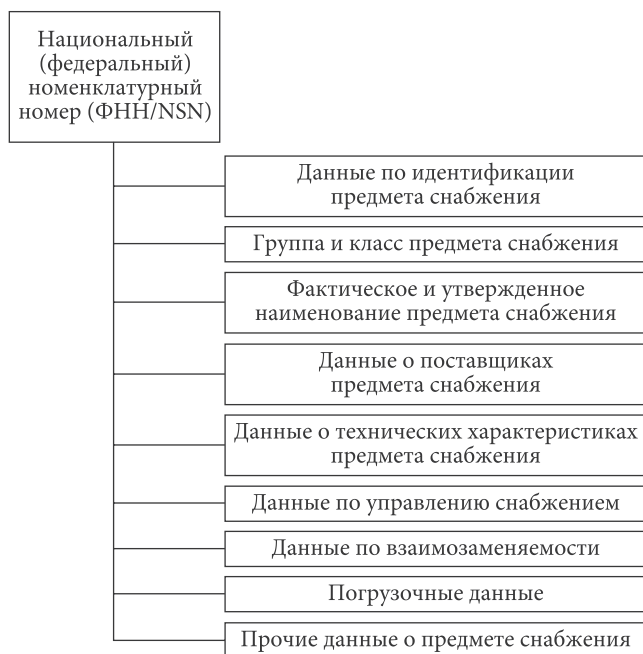 Национальный
(федеральный)
номенклатурный
номер (ФНН/NSN)
Данные по идентификации
предмета снабжения
Группа и класс предмета снабжения
Фактическое и утвержденное
наименование предмета снабжения
Данные о поставщиках
предмета снабжения
Данные о технических характеристиках
предмета снабжения
Данные по управлению снабжением
Данные по взаимозаменяемости
Погрузочные данные
Прочие данные о предмете снабжения